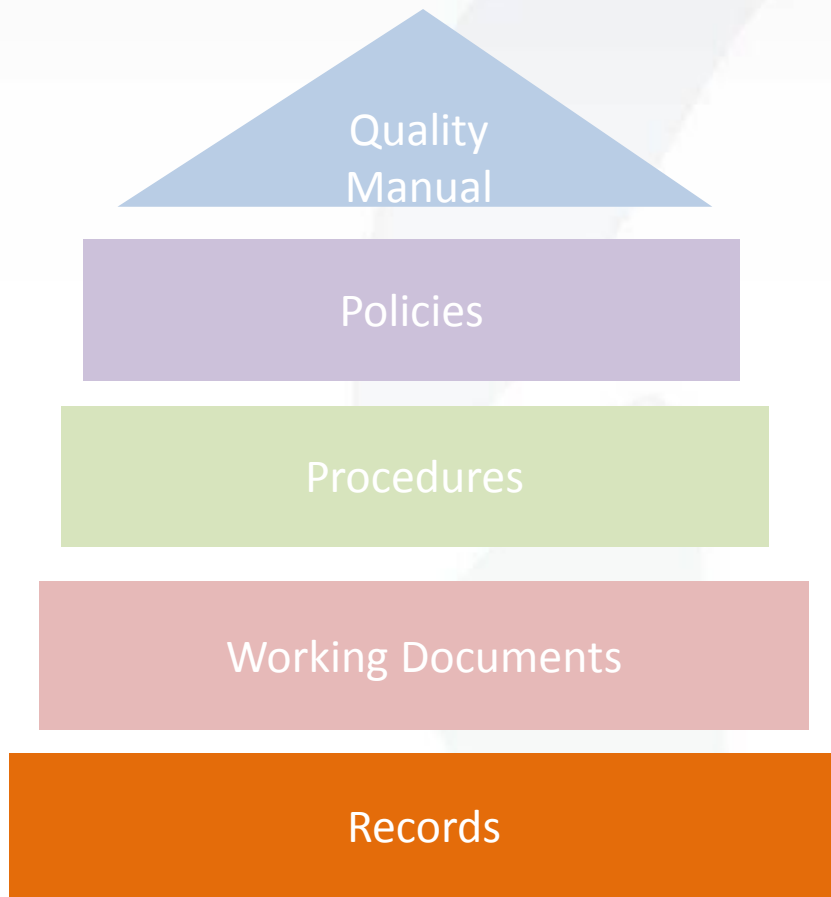 Quality
Manual
Policies
Procedures
Working Documents
Records